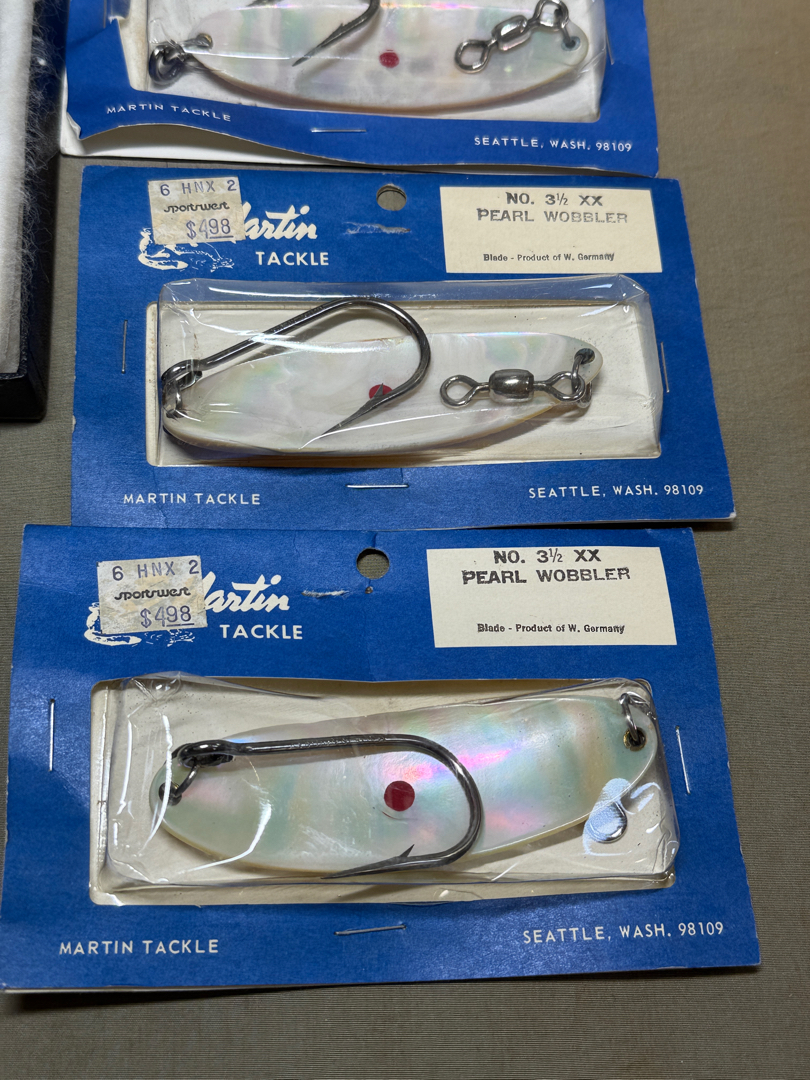 MARTIN TACKLE
SEATTLE, WASH. 98109
6 HNX 2
sportswest
$498
artin
TACKLE
NO. 3½ XX
PEARL WOBBLER
Blade - Product of W. Germany
MARTIN TACKLE
SEATTLE, WASH. 98109
6 HNX 2
sportswest
$498
artin
TACKLE
NO. 3½ XX
PEARL WOBBLER
Blade - Product of W. Germany
MARTIN TACKLE
SEATTLE, WASH. 98109